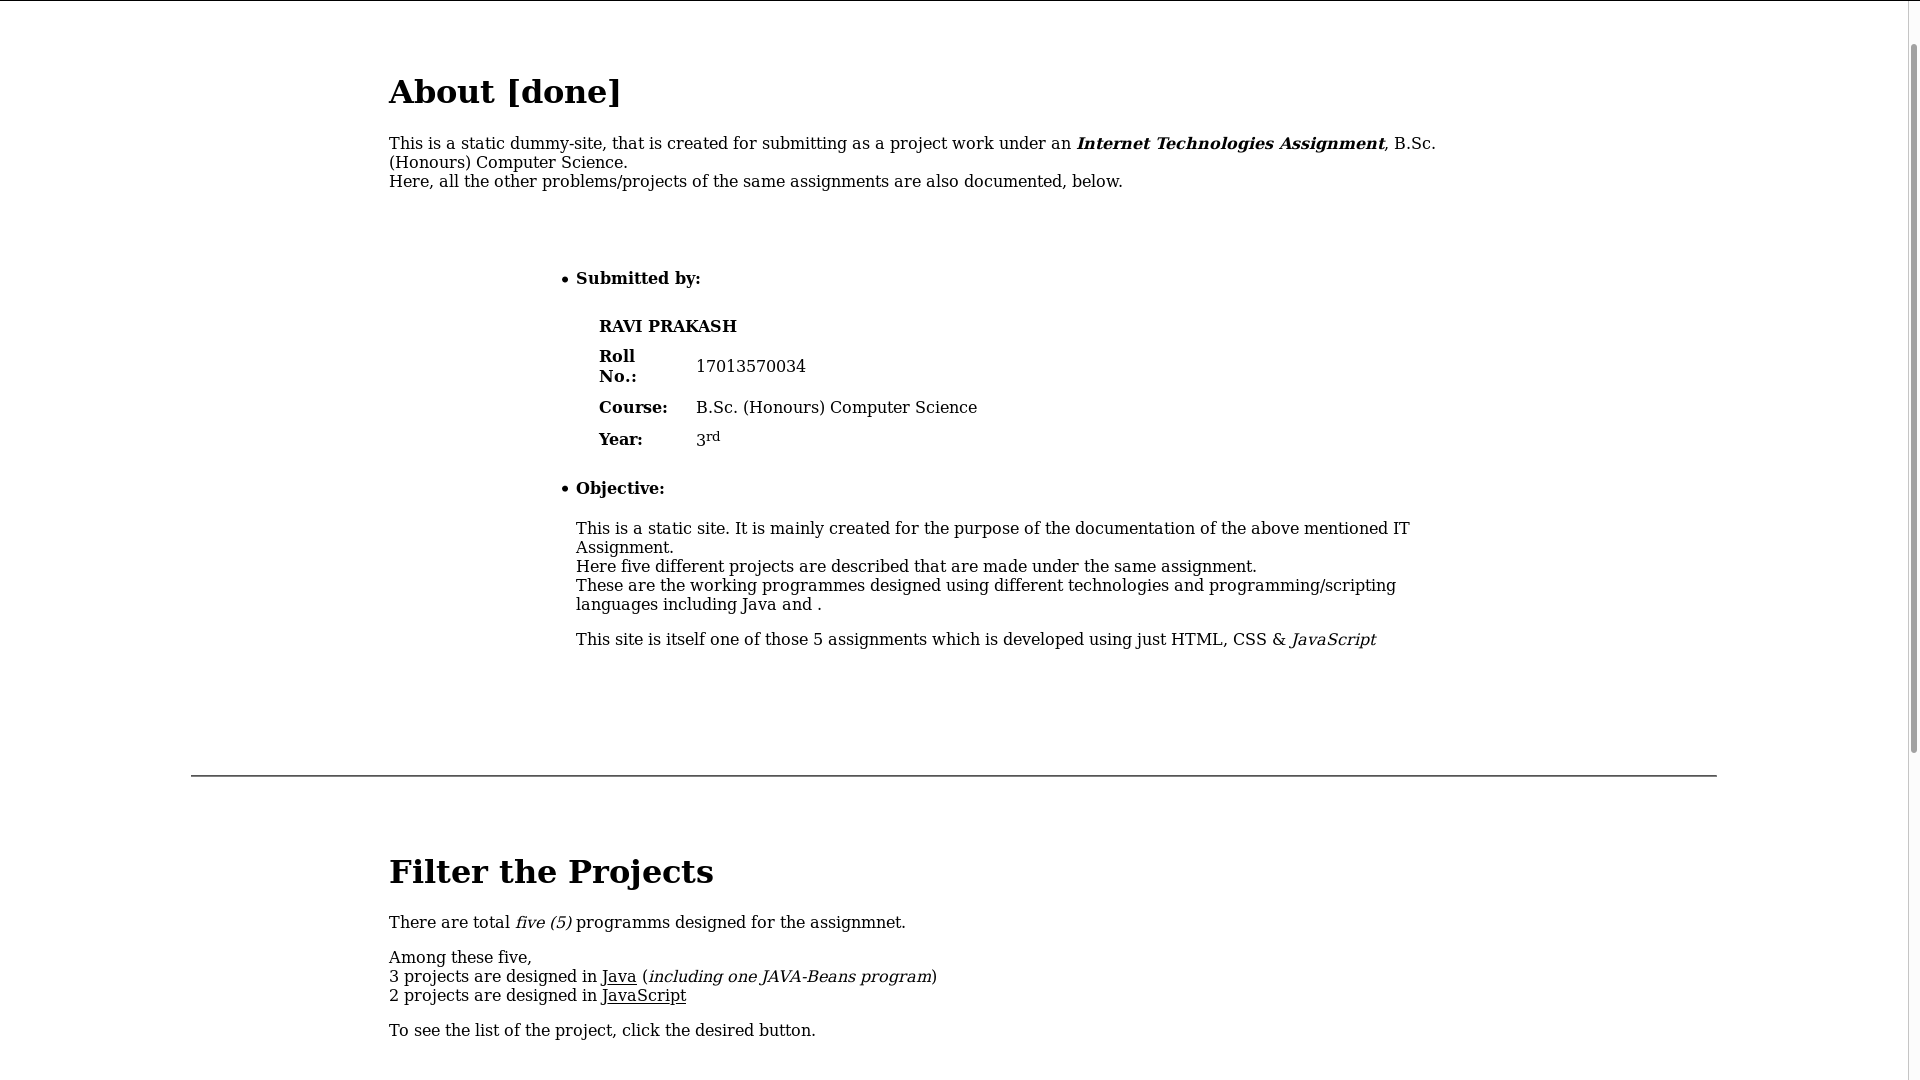 About [done]
This is a static dummy-site, that is created for submitting as a project work under an Internet Technologies Assignment, B.Sc.
(Honours) Computer Science.
Here, all the other problems/projects of the same assignments are also documented, below.
• Submitted by:
RAVI PRAKASH
Roll
No.: 17013570034
Course: B.Sc. (Honours) Computer Science
Year: 3rd
• Objective:
This is a static site. It is mainly created for the purpose of the documentation of the above mentioned IT
Assignment.
Here five different projects are described that are made under the same assignment.
These are the working programmes designed using different technologies and programming/scripting
languages including Java and .
This site is itself one of those 5 assignments which is developed using just HTML, CSS & JavaScript
Filter the Projects
There are total five (5) programms designed for the assignmnet.
Among these five,
3 projects are designed in Java (including one JAVA-Beans program)
2 projects are designed in JavaScript
To see the list of the project, click the desired button.